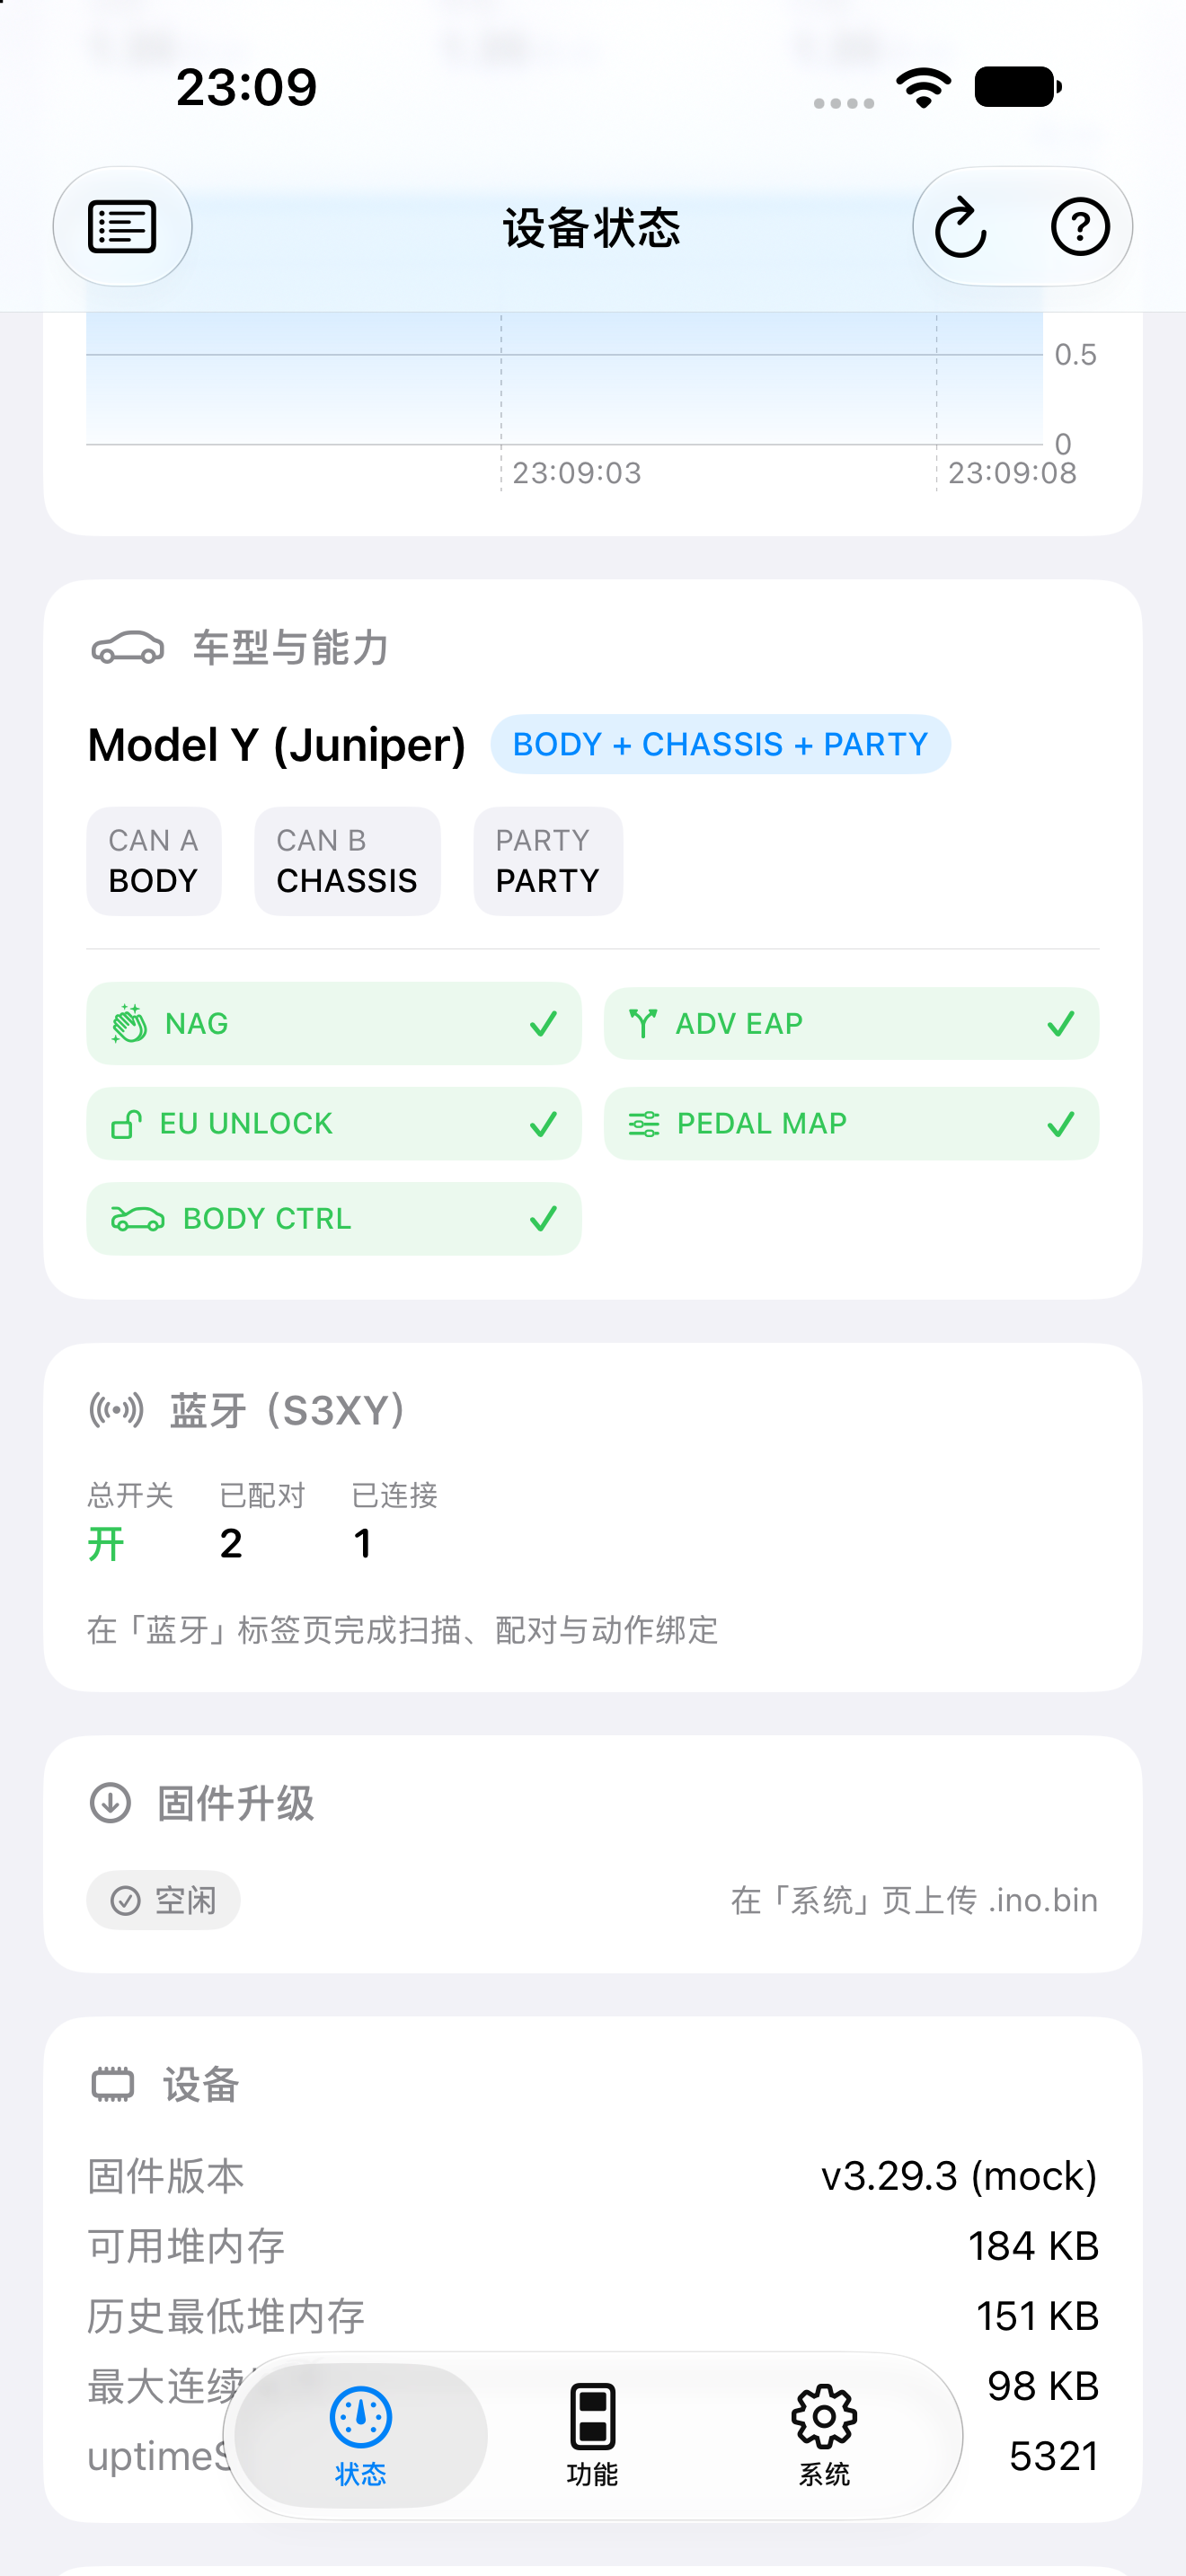 23:09
设备状态
0.5
0
23:09:03 23:09:08
车型与能力
Model Y (Juniper) BODY + CHASSIS + PARTY
CAN A CAN B PARTY
BODY CHASSIS PARTY
NAG ADV EAP
EU UNLOCK PEDAL MAP
BODY CTRL
蓝牙（S3XY）
总开关 已配对 已连接
开 2 1
在「蓝牙」标签页完成扫描、配对与动作绑定
固件升级
空闲 在「系统」页上传 .ino.bin
设备
固件版本 v3.29.3 (mock)
可用堆内存 184 KB
历史最低堆内存 151 KB
最大连续 98 KB
5321
状态 功能 系统